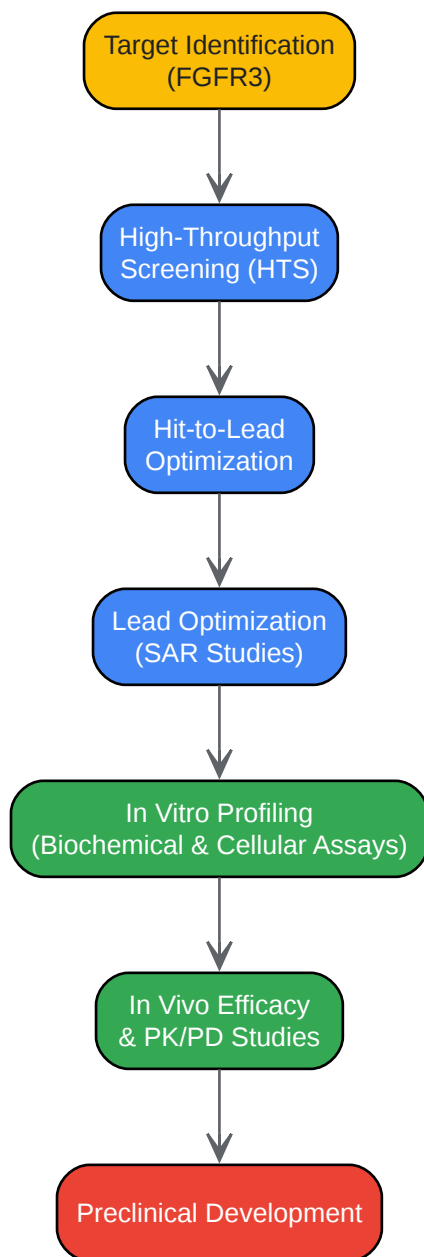 Target Identification
(FGFR3)
High-Throughput
Screening (HTS)
Hit-to-Lead
Optimization
Lead Optimization
(SAR Studies)
In Vitro Profiling
(Biochemical & Cellular Assays)
In Vivo Efficacy
& PK/PD Studies
Preclinical Development